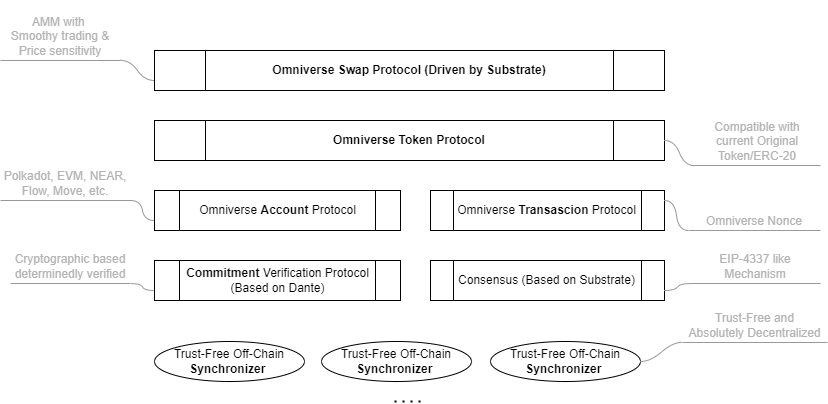 AMM with
Smoothy trading &
Price sensitivity
Omniverse Swap Protocol (Driven by Substrate)
Omniverse Token Protocol
Compatible with
current Original
Token/ERC-20
Polkadot, EVM, NEAR,
Flow, Move, etc.
Omniverse Account Protocol
Omniverse Transascion Protocol
Omniverse Nonce
Cryptographic based
determinedly verified
Commitment Verification Protocol
(Based on Dante)
Consensus (Based on Substrate)
EIP-4337 like
Mechanism
Trust-Free and
Absolutely Decentralized
Trust-Free Off-Chain
Synchronizer
Trust-Free Off-Chain
Synchronizer
Trust-Free Off-Chain
Synchronizer
....